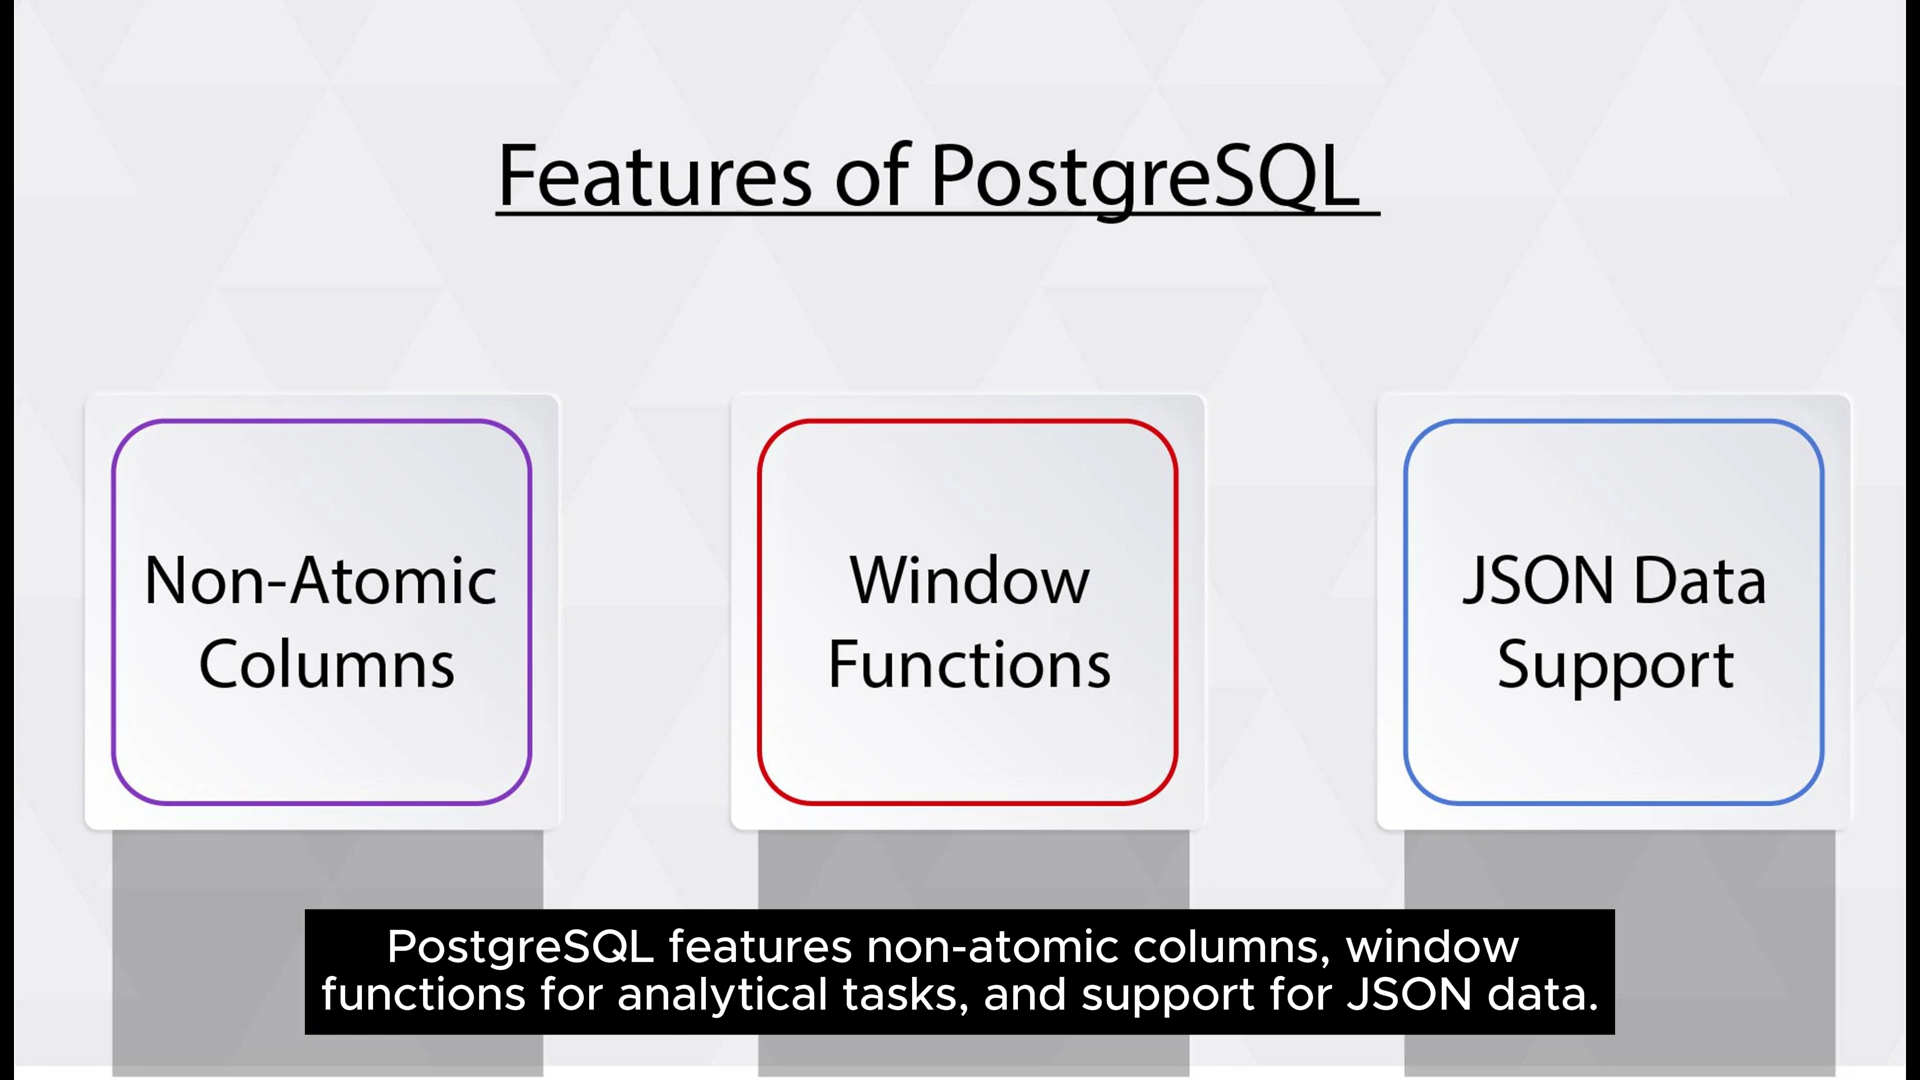 Features of PostgreSQL
Non-Atomic
Columns
Window
Functions
JSON Data
Support
PostgreSQL features non-atomic columns, window
functions for analytical tasks, and support for JSON data.